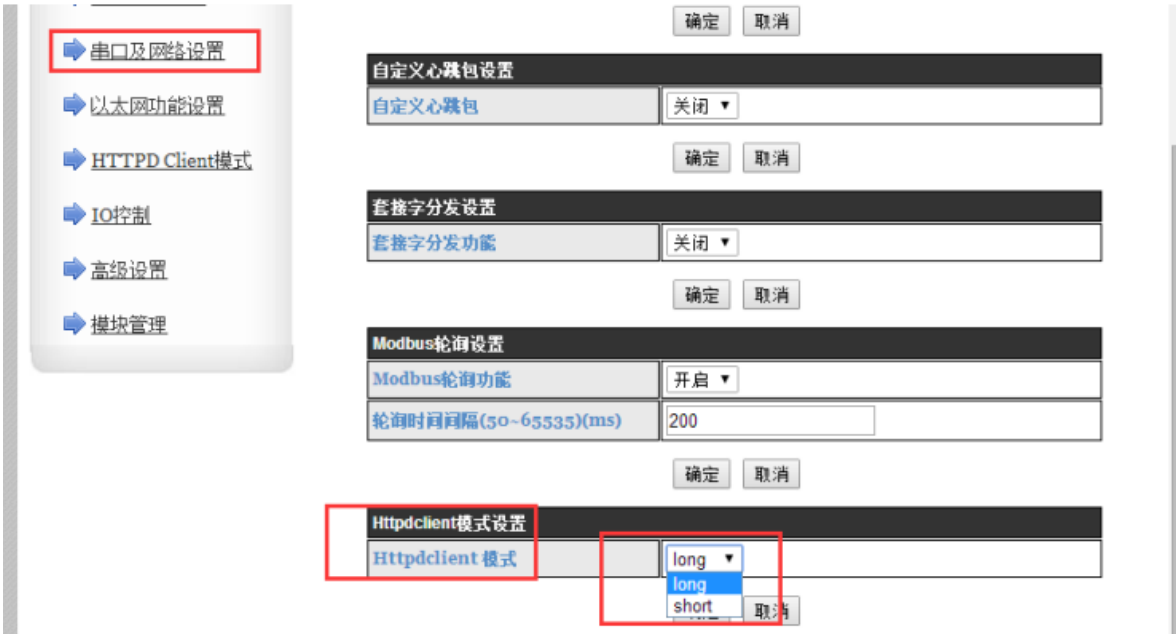 串口及网络设置
以太网功能设置
HTTPD Client模式
IO控制
高级设置
模块管理
确定 取消
自定义心跳包设置
自定义心跳包 关闭
确定 取消
套接字分发设置
套接字分发功能 关闭
确定 取消
Modbus轮询设置
Modbus轮询功能 开启
轮询时间间隔(50~65535)(ms) 200
确定 取消
Httpdclient模式设置
Httpdclient 模式 long
long
short
取消